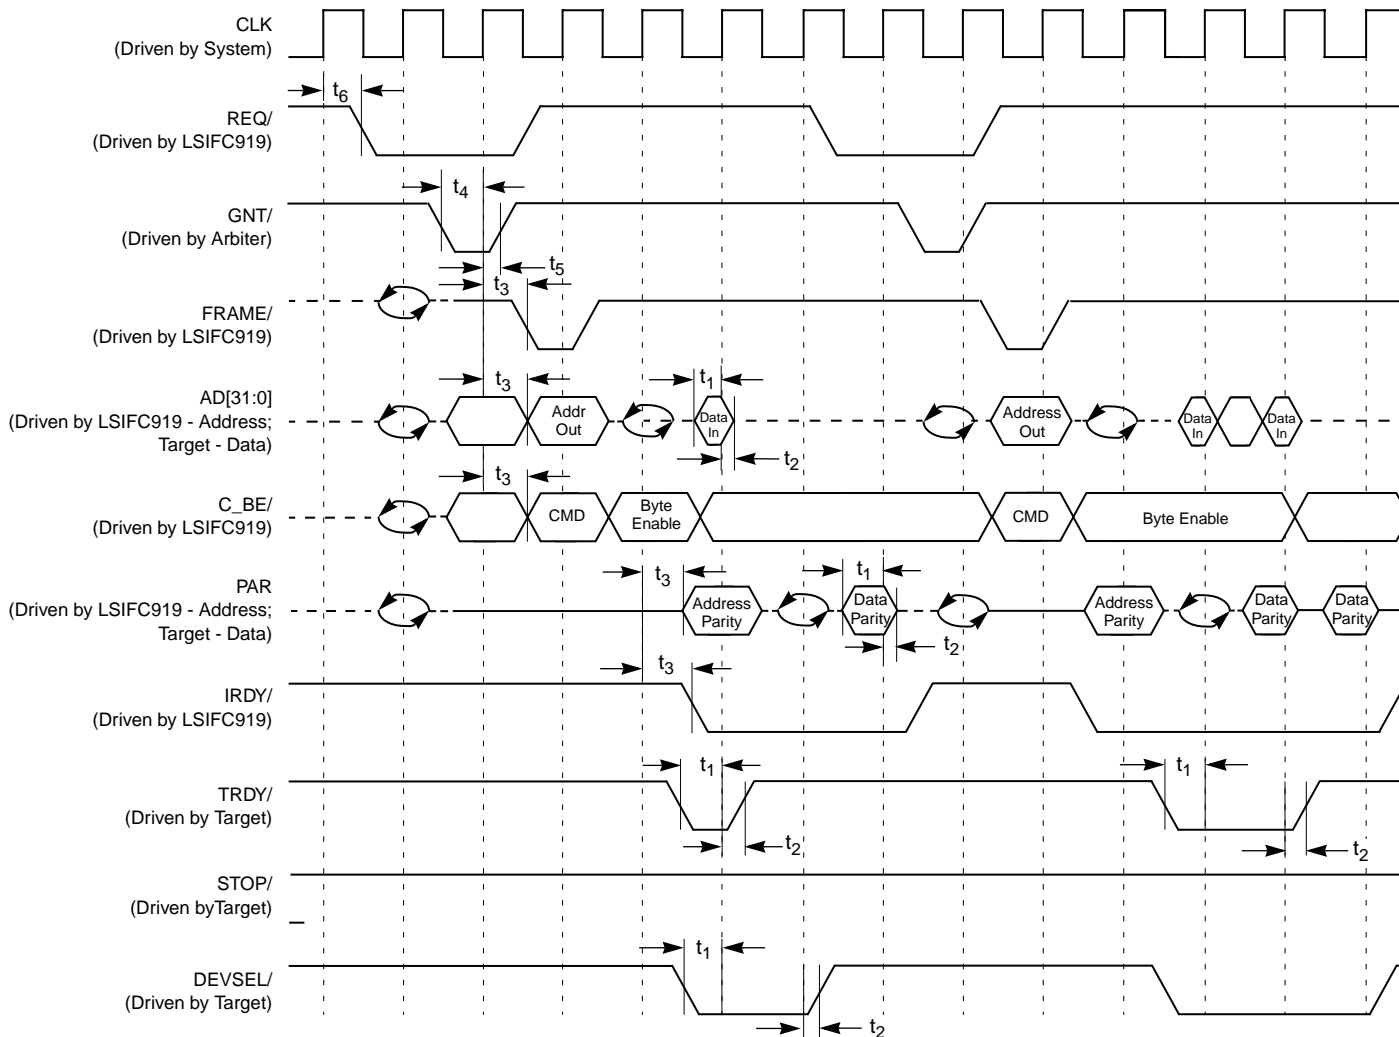 CLK
(Driven by System)
t6
REQ/
(Driven by LSIFC919)
t4
GNT/
(Driven by Arbiter)
t5
t3
FRAME/
(Driven by LSIFC919)
AD[31:0]
(Driven by LSIFC919 - Address;
Target - Data)
t3
Addr
Out
t1
Data
In
t2
Address
Out
Data
In
Data
In
C_BE/
(Driven by LSIFC919)
t3
CMD
Byte
Enable
CMD
Byte Enable
PAR
(Driven by LSIFC919 - Address;
Target - Data)
t3
Address
Parity
t1
Data
Parity
t2
Address
Parity
Data
Parity
Data
Parity
t3
IRDY/
(Driven by LSIFC919)
TRDY/
(Driven by Target)
t1
t2
t1
t2
STOP/
(Driven byTarget)
DEVSEL/
(Driven by Target)
t1
t2